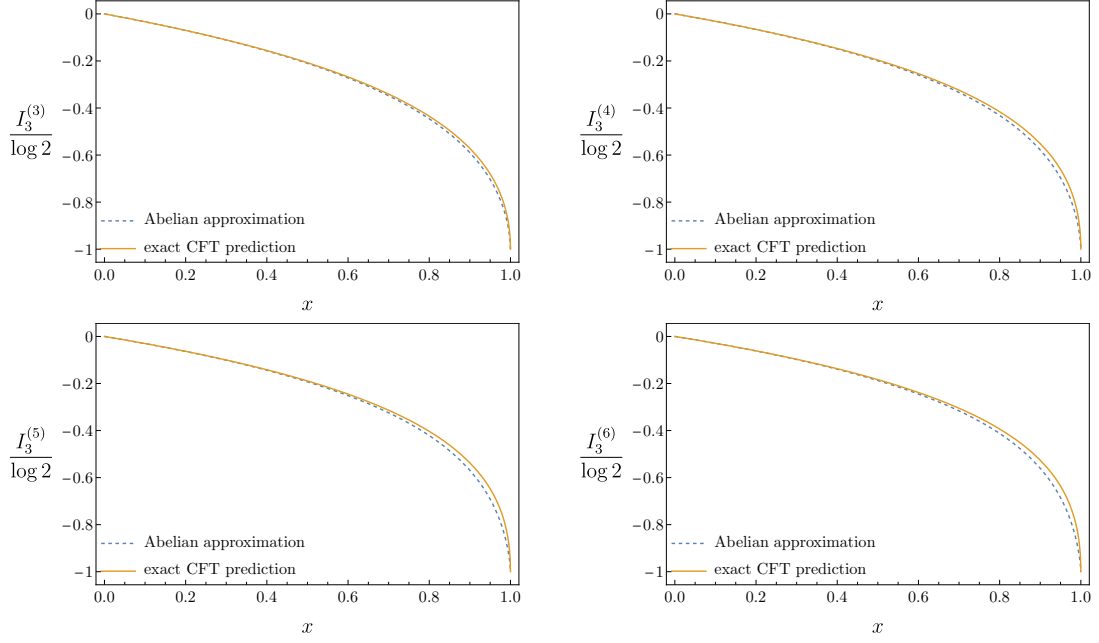 0
−0.2
−0.4
−0.6
−0.8
−1
I_3^{(3)}
log 2
Abelian approximation
exact CFT prediction
0.0 0.2 0.4 0.6 0.8 1.0
x
0
−0.2
−0.4
−0.6
−0.8
−1
I_3^{(4)}
log 2
Abelian approximation
exact CFT prediction
0.0 0.2 0.4 0.6 0.8 1.0
x
0
−0.2
−0.4
−0.6
−0.8
−1
I_3^{(5)}
log 2
Abelian approximation
exact CFT prediction
0.0 0.2 0.4 0.6 0.8 1.0
x
0
−0.2
−0.4
−0.6
−0.8
−1
I_3^{(6)}
log 2
Abelian approximation
exact CFT prediction
0.0 0.2 0.4 0.6 0.8 1.0
x